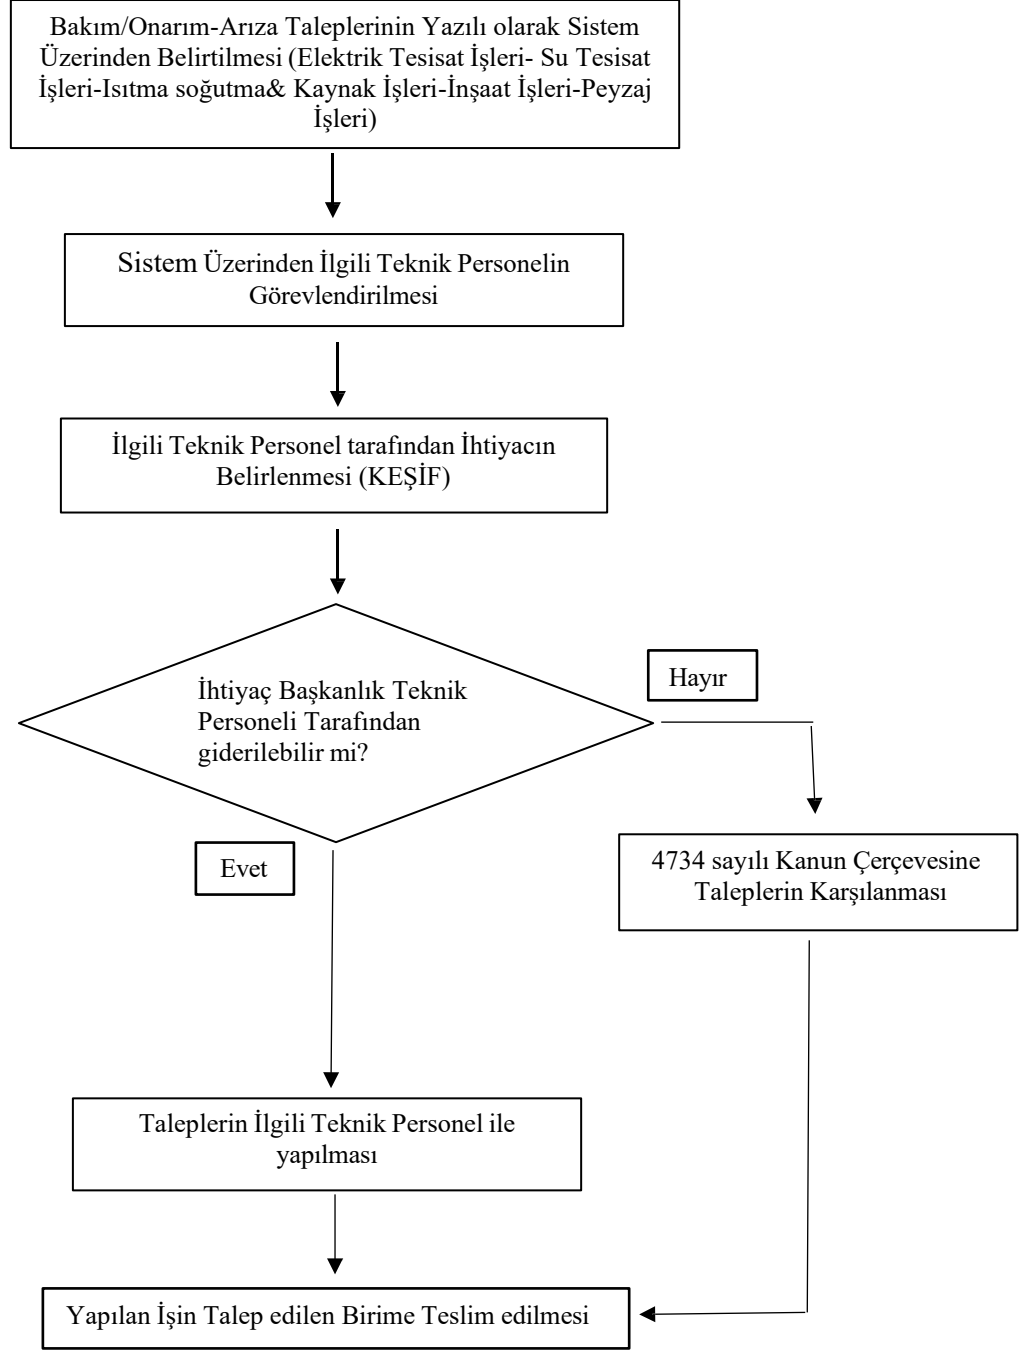 Bakım/Onarım-Arıza Taleplerinin Yazılı olarak Sistem
Üzerinden Belirtilmesi (Elektrik Tesisat İşleri- Su Tesisat
İşleri-Isıtma soğutma& Kaynak İşleri-İnşaat İşleri-Peyzaj
İşleri)
Sistem Üzerinden İlgili Teknik Personelin
Görevlendirilmesi
İlgili Teknik Personel tarafından İhtiyacın
Belirlenmesi (KEŞİF)
İhtiyaç Başkanlık Teknik
Personeli Tarafından
giderilebilir mi?
Hayır
Evet
4734 sayılı Kanun Çerçevesine
Taleplerin Karşılanması
Taleplerin İlgili Teknik Personel ile
yapılması
Yapılan İşin Talep edilen Birime Teslim edilmesi